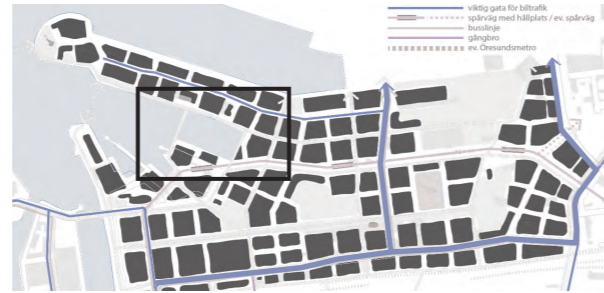 viktig gata för biltrafik
spårväg med hållplats / ev. spårväg
busslinje
gångbro
ev. Öresundsmetro